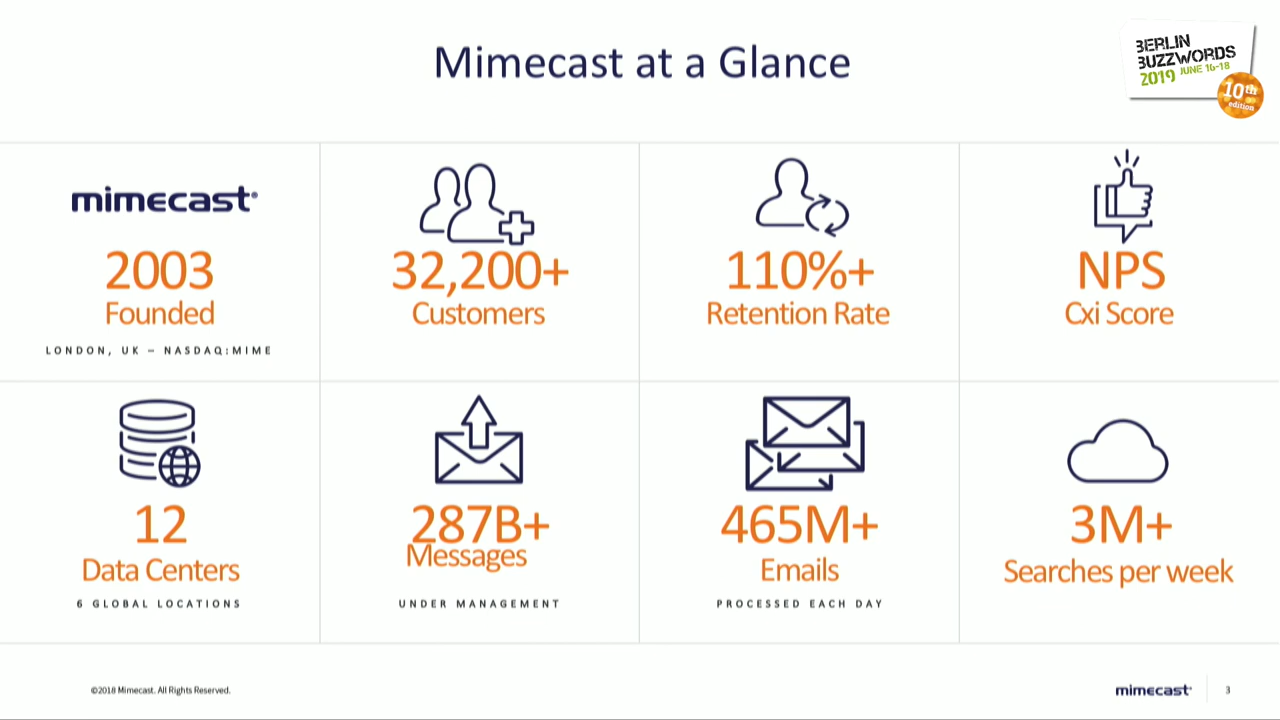 Mimecast at a Glance
BERLIN
BUZZWORDS
2019 JUNE 16-18
10th
edition
mimecast®
2003
Founded
LONDON, UK – NASDAQ:MIME
32,200+
Customers
110%+
Retention Rate
NPS
Cxi Score
12
Data Centers
6 GLOBAL LOCATIONS
287B+
Messages
UNDER MANAGEMENT
465M+
Emails
PROCESSED EACH DAY
3M+
Searches per week
©2018 Mimecast. All Rights Reserved.
mimecast®
3